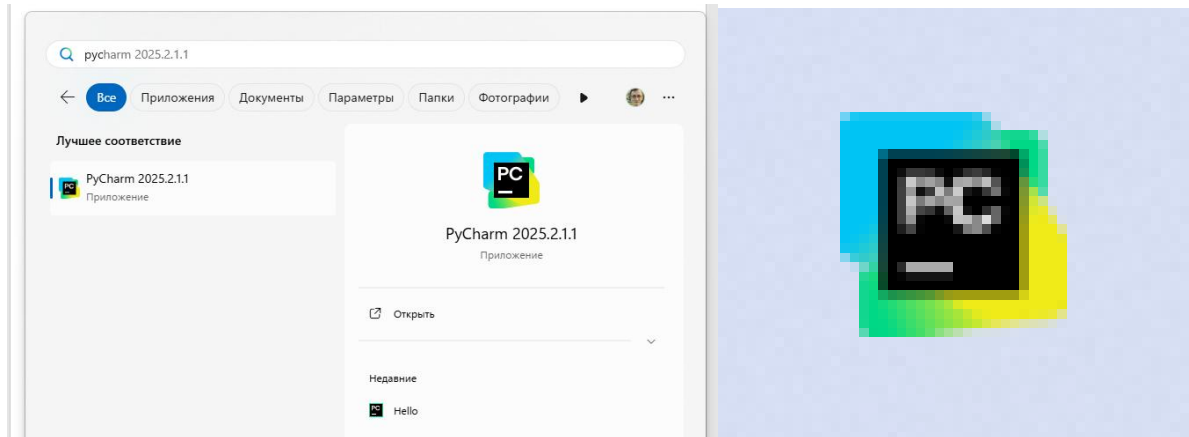 pycharm 2025.2.1.1
Все Приложения Документы Параметры Папки Фотографии
Лучшее соответствие
PyCharm 2025.2.1.1
Приложение
PC
PyCharm 2025.2.1.1
Приложение
Открыть
Недавние
Hello
PC